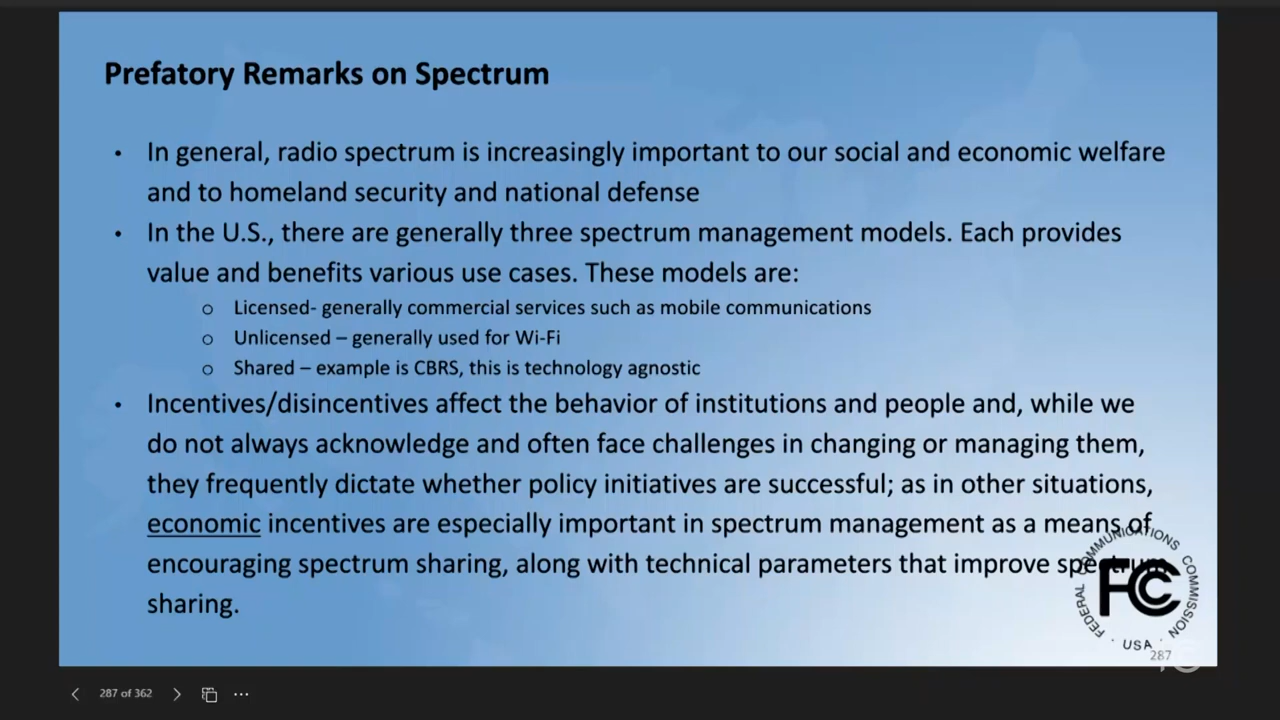 Prefatory Remarks on Spectrum
• In general, radio spectrum is increasingly important to our social and economic welfare
and to homeland security and national defense
• In the U.S., there are generally three spectrum management models. Each provides
value and benefits various use cases. These models are:
o Licensed- generally commercial services such as mobile communications
o Unlicensed – generally used for Wi-Fi
o Shared – example is CBRS, this is technology agnostic
• Incentives/disincentives affect the behavior of institutions and people and, while we
do not always acknowledge and often face challenges in changing or managing them,
they frequently dictate whether policy initiatives are successful; as in other situations,
economic incentives are especially important in spectrum management as a means of
encouraging spectrum sharing, along with technical parameters that improve spectrum
sharing.
FEDERAL COMMUNICATIONS COMMISSION
FCC
· USA ·
287
287 of 362